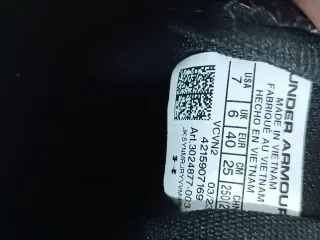 UNDER ARMOUR
MADE IN VIETNAM
FABRIQUE AU VIETNAM
HECHO EN VIETNAM
USA UK EUR CM
7 6 40 25
VCVN2
4215907169
Art.3024877-003